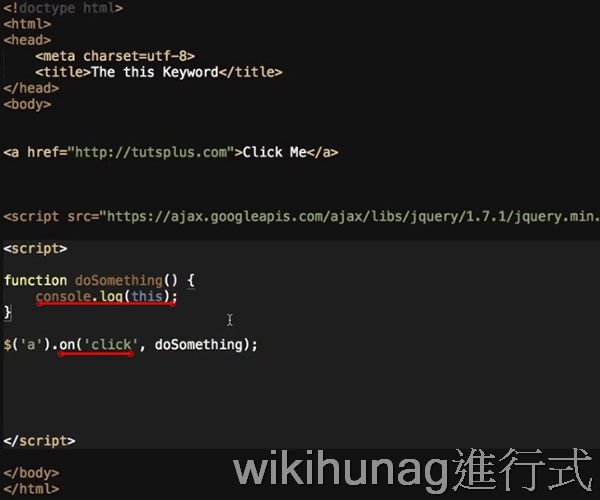 <!doctype html>
<html>
<head>
    <meta charset=utf-8>
    <title>The this Keyword</title>
</head>
<body>
<a href="http://tutsplus.com">Click Me</a>
<script src="https://ajax.googleapis.com/ajax/libs/jquery/1.7.1/jquery.min.
<script>
function doSomething() {
    console.log(this);
}
$('a').on('click', doSomething);
</script>
</body>
</html>
wikihunag進行式